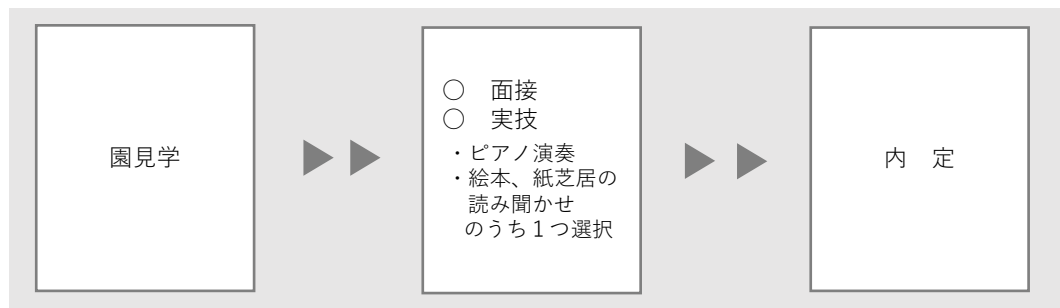 園見学
○　面接
○　実技
・ピアノ演奏
・絵本、紙芝居の
読み聞かせ
のうち１つ選択
内　定